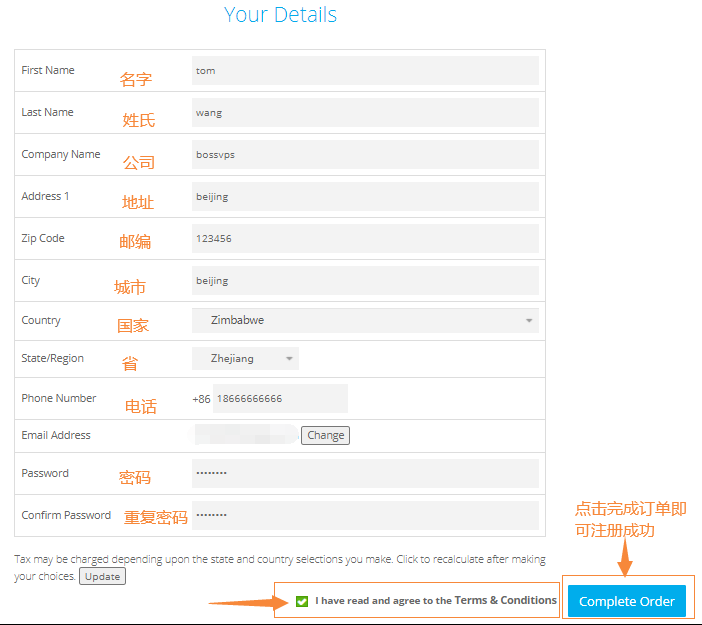 Your Details
First Name 名字 tom
Last Name 姓氏 wang
Company Name 公司 bossvps
Address 1 地址 beijing
Zip Code 邮编 123456
City 城市 beijing
Country 国家 Zimbabwe
State/Region 省 Zhejiang
Phone Number 电话 +86 18666666666
Email Address Change
Password 密码 ••••••••
Confirm Password 重复密码 ••••••••
点击完成订单即
可注册成功
Tax may be charged depending upon the state and country selections you make. Click to recalculate after making
your choices. Update
I have read and agree to the Terms & Conditions Complete Order